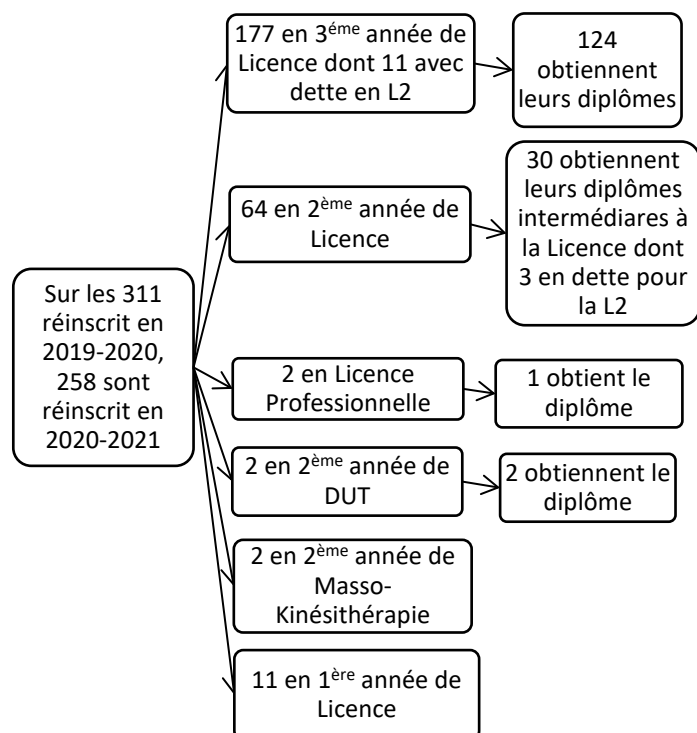 Sur les 311
réinscrit en
2019-2020,
258 sont
réinscrit en
2020-2021
177 en 3éme année de
Licence dont 11 avec
dette en L2
124
obtiennent
leurs diplômes
64 en 2ème année de
Licence
30 obtiennent
leurs diplômes
intermédiares à
la Licence dont
3 en dette pour
la L2
2 en Licence
Professionnelle
1 obtient le
diplôme
2 en 2ème année de
DUT
2 obtiennent le
diplôme
2 en 2ème année de
Masso-
Kinésithérapie
11 en 1ère année de
Licence